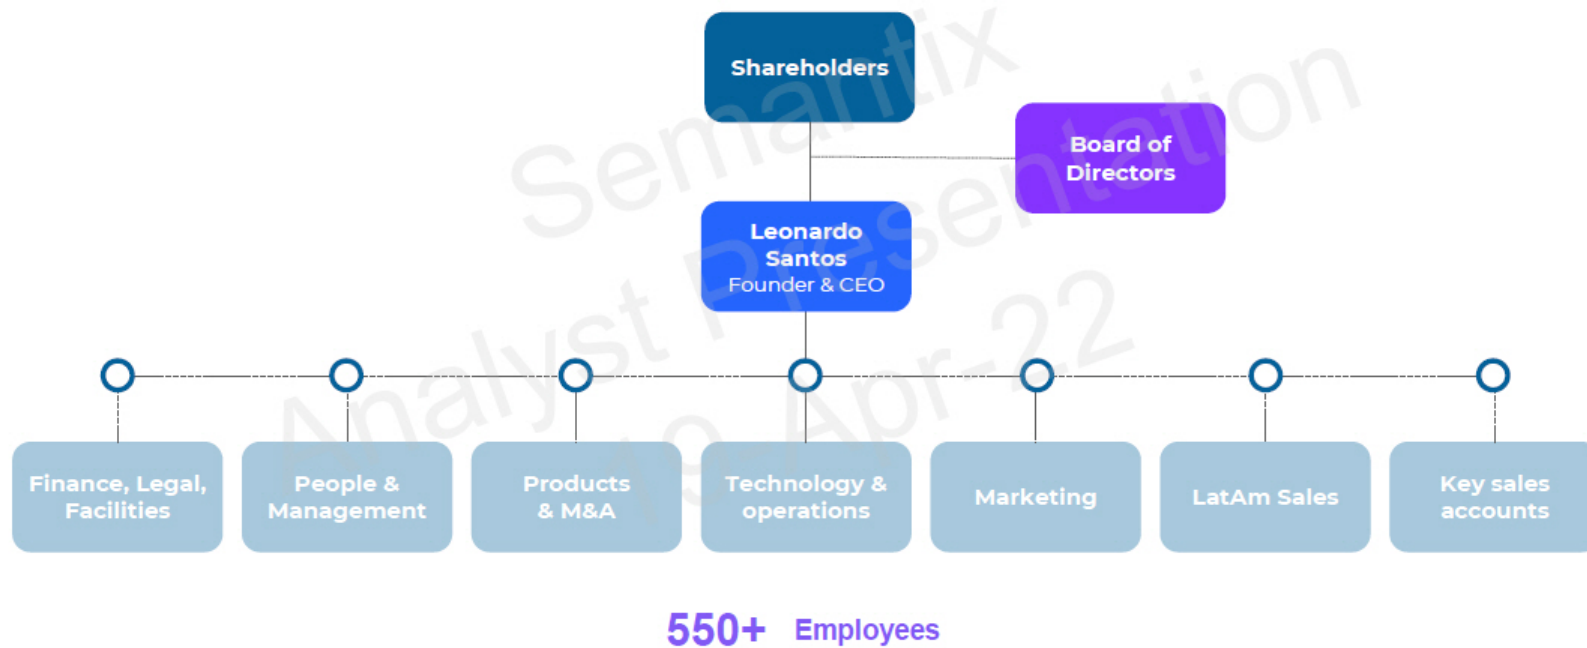 Shareholders
Board of
Directors
Leonardo
Santos
Founder & CEO
Finance, Legal,
Facilities
People &
Management
Products
& M&A
Technology &
operations
Marketing
LatAm Sales
Key sales
accounts
550+ Employees
Semantix
Analyst Presentation
19-Apr-22